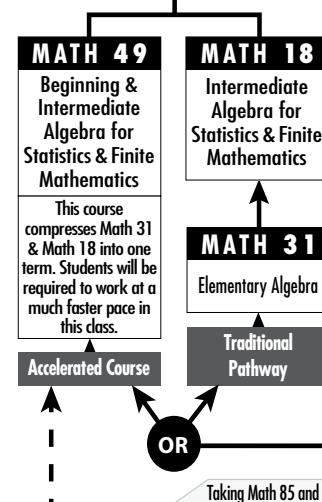 MATH 49
Beginning &
Intermediate
Algebra for
Statistics & Finite
Mathematics
This course
compresses Math 31
& Math 18 into one
term. Students will be
required to work at a
much faster pace in
this class.
Accelerated Course
MATH 18
Intermediate
Algebra for
Statistics & Finite
Mathematics
MATH 31
Elementary Algebra
Traditional
Pathway
OR
Taking Math 85 and